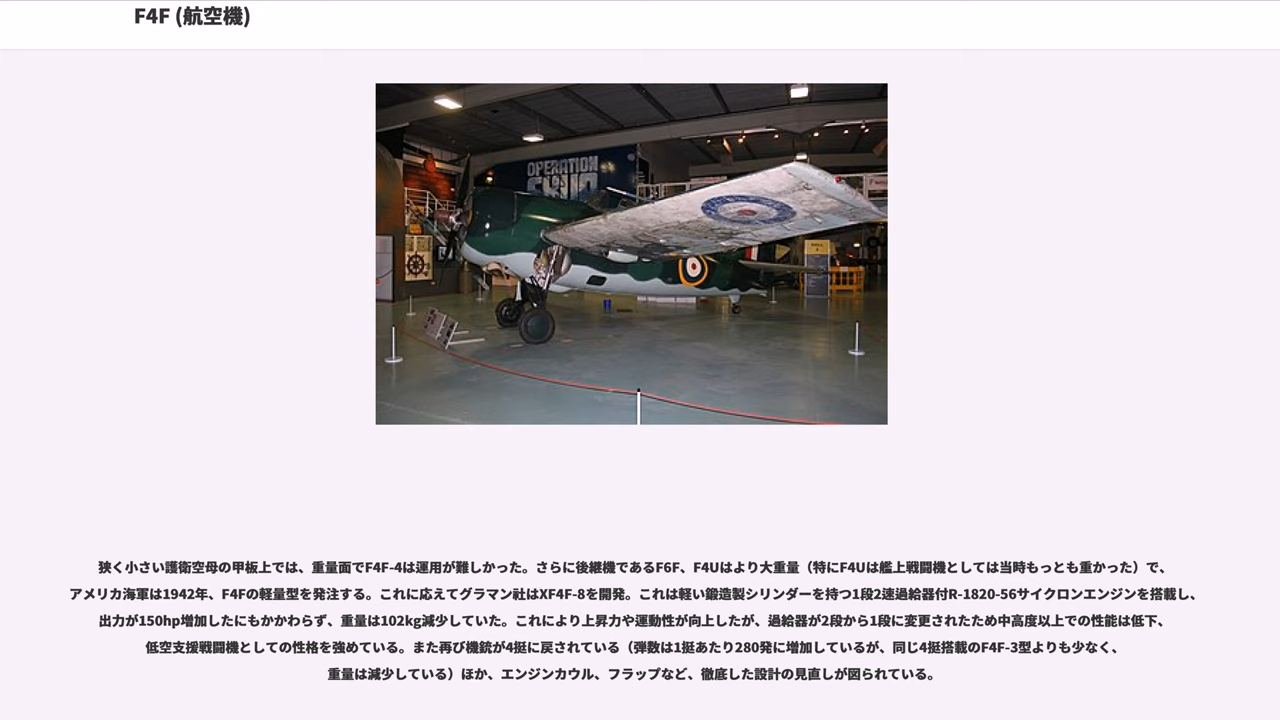 F4F (航空機)
OPERATION
狭く小さい護衛空母の甲板上では、重量面でF4F-4は運用が難しかった。さらに後継機であるF6F、F4Uはより大重量（特にF4Uは艦上戦闘機としては当時もっとも重かった）で、
アメリカ海軍は1942年、F4Fの軽量型を発注する。これに応えてグラマン社はXF4F-8を開発。これは軽い鍛造製シリンダーを持つ1段2速過給器付R-1820-56サイクロンエンジンを搭載し、
出力が150hp増加したにもかかわらず、重量は102kg減少していた。これにより上昇力や運動性が向上したが、過給器が2段から1段に変更されたため中高度以上での性能は低下、
低空支援戦闘機としての性格を強めている。また再び機銃が4挺に戻されている（弾数は1挺あたり280発に増加しているが、同じ4挺搭載のF4F-3型よりも少なく、
重量は減少している）ほか、エンジンカウル、フラップなど、徹底した設計の見直しが図られている。